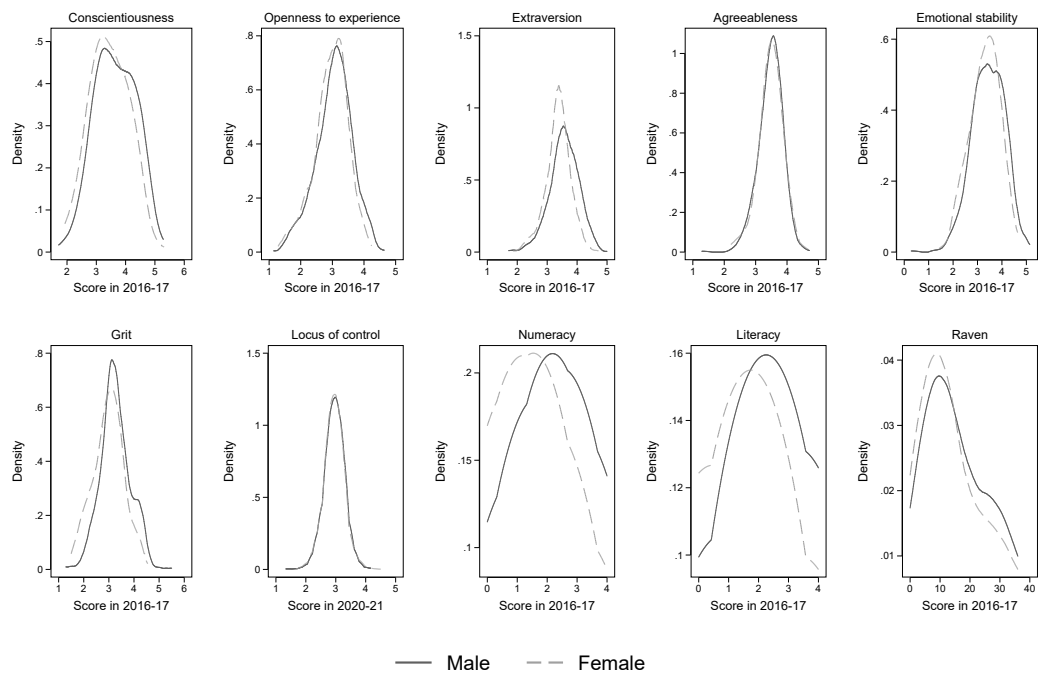 Conscientiousness
Density
.5
.4
.3
.2
.1
0
2 3 4 5 6
Score in 2016-17
Openness to experience
Density
.8
.6
.4
.2
0
1 2 3 4 5
Score in 2016-17
Extraversion
Density
1.5
1
.5
0
1 2 3 4 5
Score in 2016-17
Agreeableness
Density
1
.8
.6
.4
.2
0
1 2 3 4 5
Score in 2016-17
Emotional stability
Density
.6
.4
.2
0
0 1 2 3 4 5
Score in 2016-17
Grit
Density
.8
.6
.4
.2
0
1 2 3 4 5 6
Score in 2016-17
Locus of control
Density
1.5
1
.5
0
1 2 3 4 5
Score in 2020-21
Numeracy
Density
.2
.15
.1
0 1 2 3 4
Score in 2016-17
Literacy
Density
.16
.14
.12
.1
0 1 2 3 4
Score in 2016-17
Raven
Density
.04
.03
.02
.01
0 10 20 30 40
Score in 2016-17
Male Female